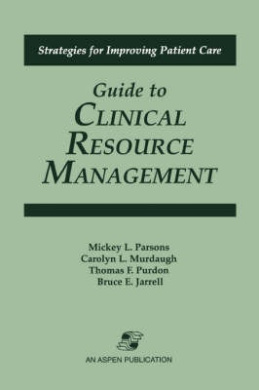 Strategies for Improving Patient Care
Guide to
CLINICAL
RESOURCE
MANAGEMENT
Mickey L. Parsons
Carolyn L. Murdaugh
Thomas F. Purdon
Bruce E. Jarrell
AN ASPEN PUBLICATION